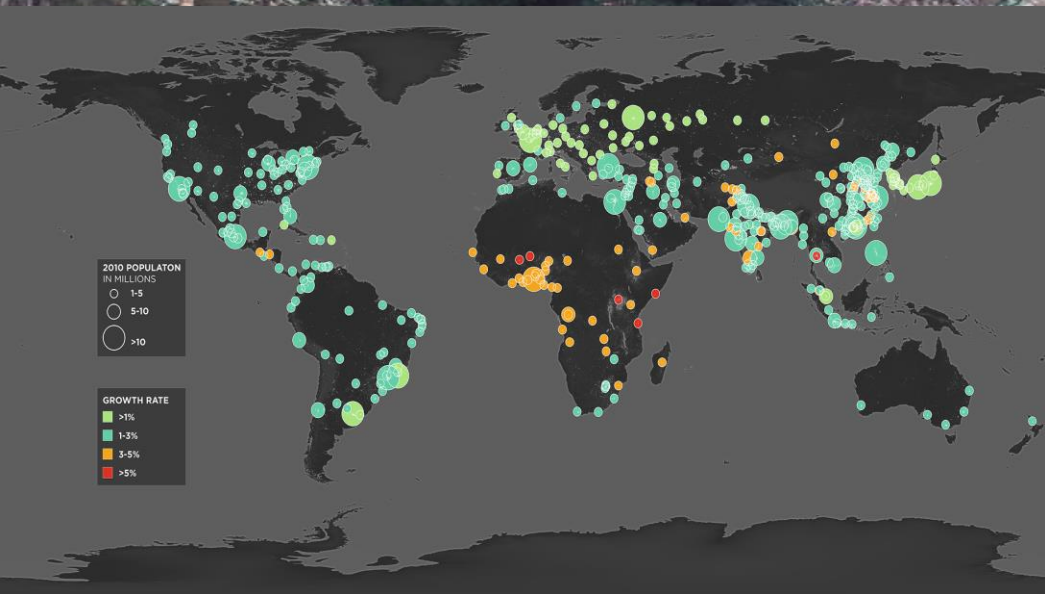 2010 POPULATON
IN MILLIONS
1-5
5-10
>10
GROWTH RATE
>1%
1-3%
3-5%
>5%